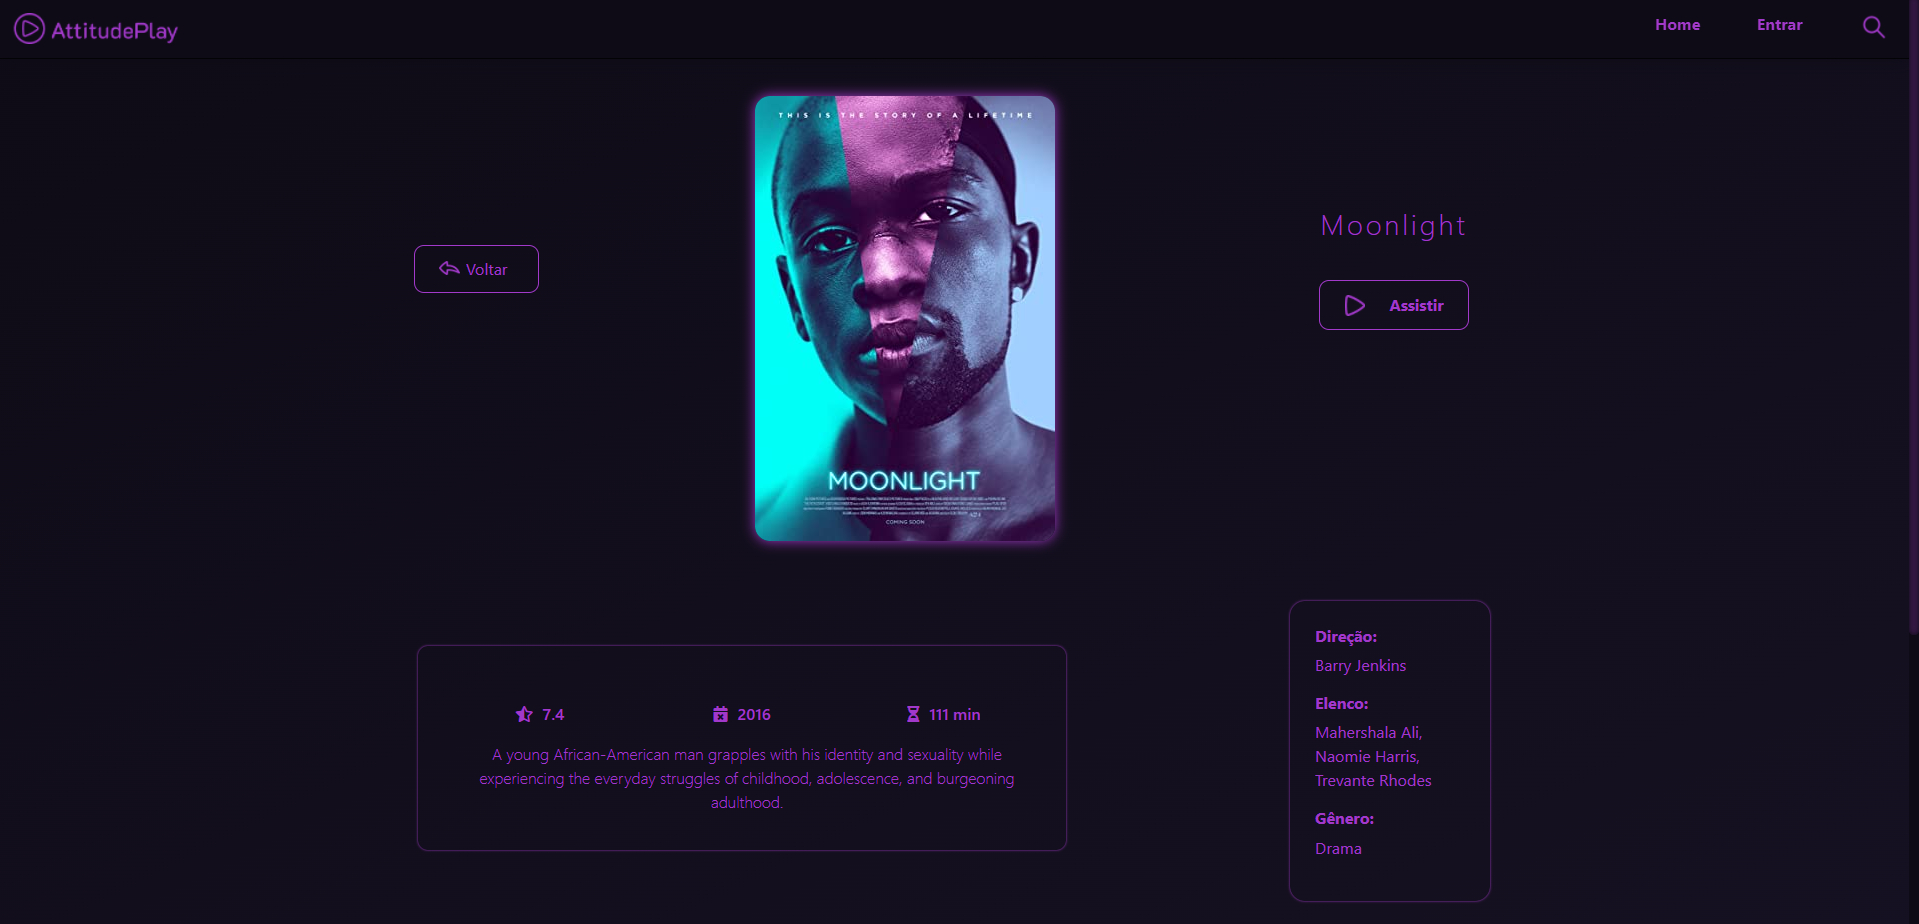 AttitudePlay
Home
Entrar
THIS IS THE STORY OF A LIFETIME
Moonlight
Voltar
Assistir
MOONLIGHT
COMING SOON
7.4
2016
111 min
A young African-American man grapples with his identity and sexuality while
experiencing the everyday struggles of childhood, adolescence, and burgeoning
adulthood.
Direção:
Barry Jenkins
Elenco:
Mahershala Ali,
Naomie Harris,
Trevante Rhodes
Gênero:
Drama